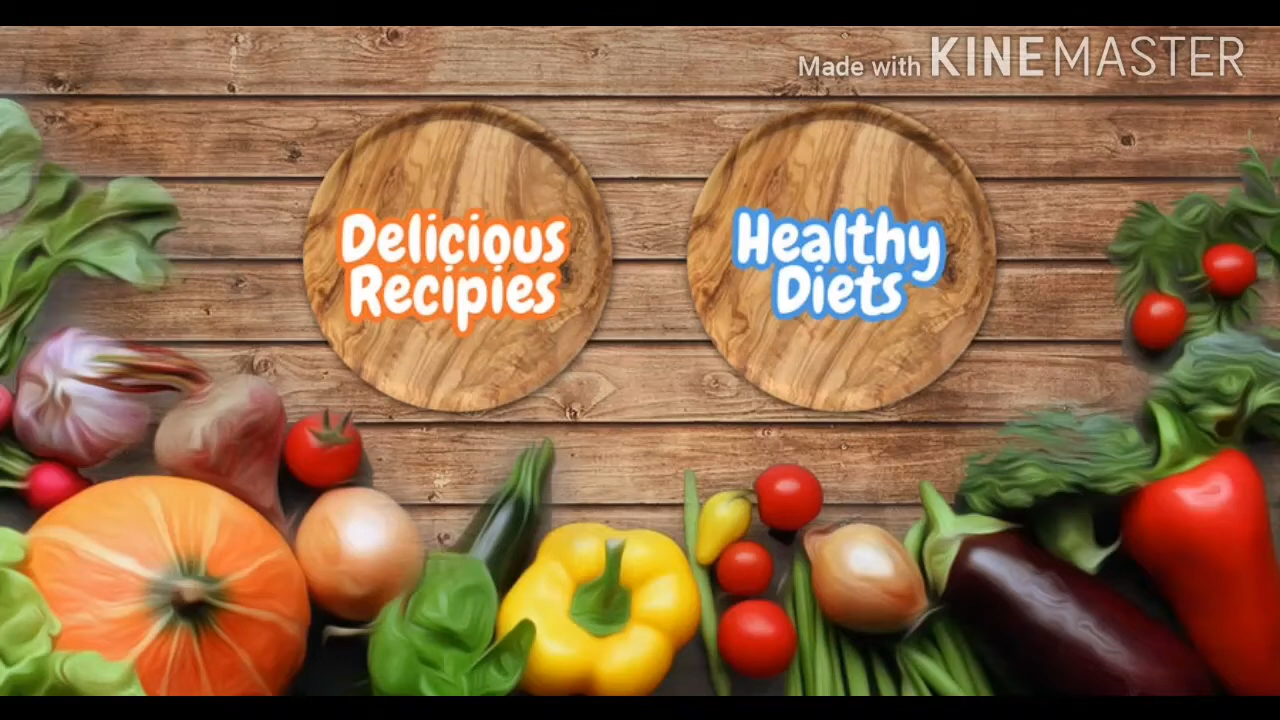 Made with KINEMASTER
Delicious
Recipies
Healthy
Diets